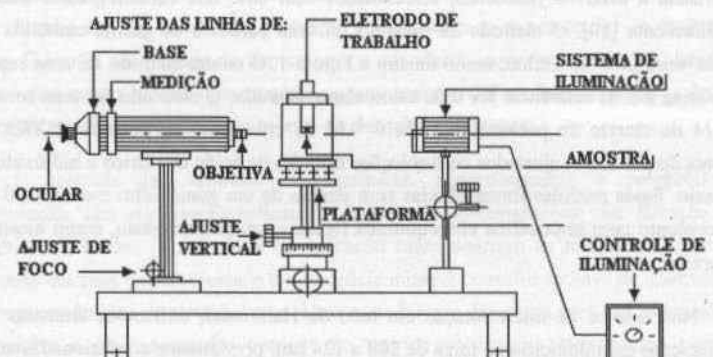 AJUSTE DAS LINHAS DE:
BASE
MEDIÇÃO
ELETRODO DE
TRABALHO
SISTEMA DE
ILUMINAÇÃO
AMOSTRA
OCULAR
OBJETIVA
PLATAFORMA
AJUSTE
VERTICAL
AJUSTE DE
FOCO
CONTROLE DE
ILUMINAÇÃO